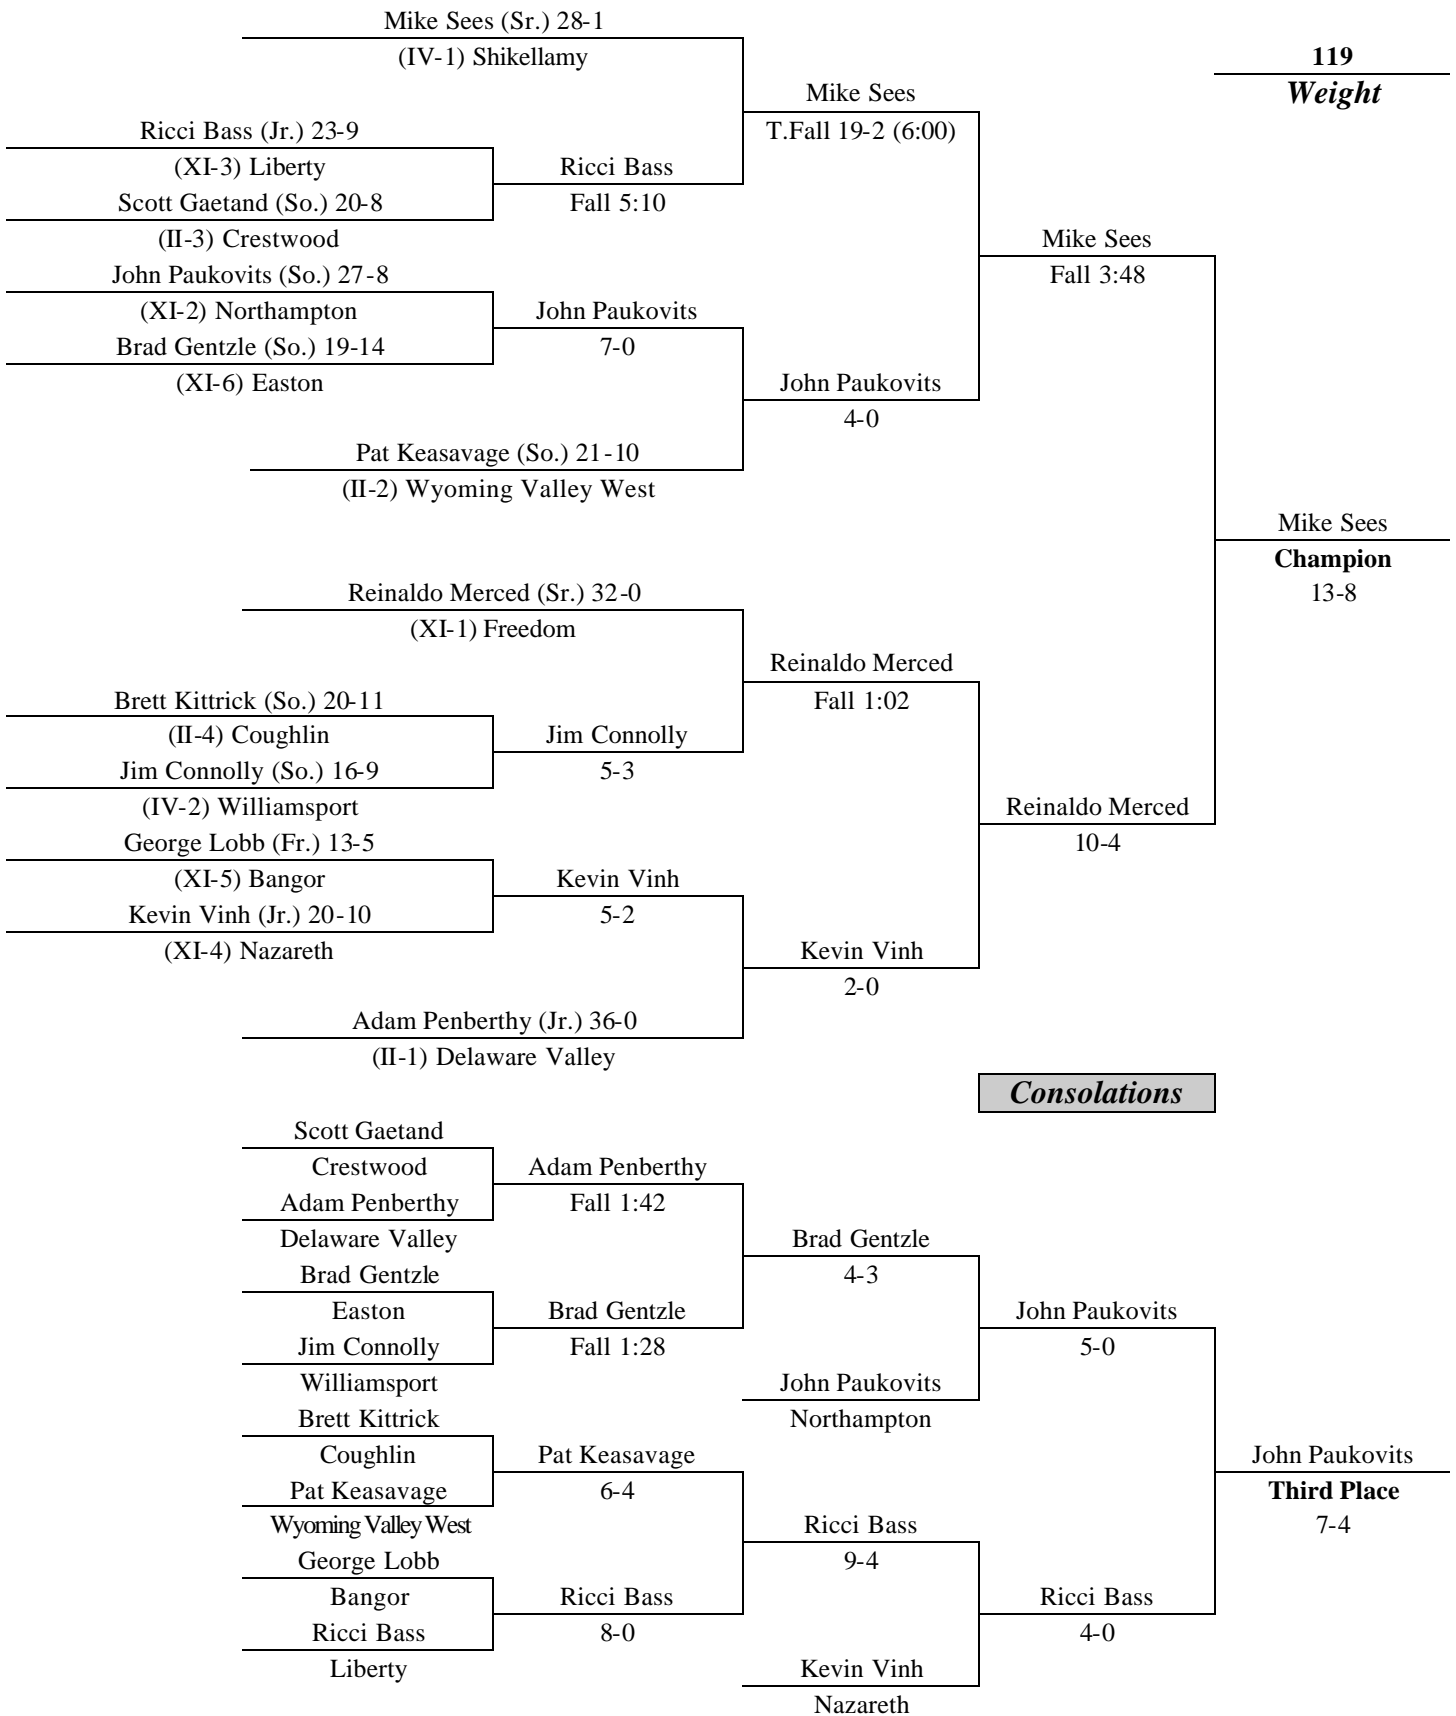 Mike Sees (Sr.) 28-1
(IV-1) Shikellamy
119
Weight
Mike Sees
T.Fall 19-2 (6:00)
Ricci Bass (Jr.) 23-9
(XI-3) Liberty
Ricci Bass
Scott Gaetand (So.) 20-8
Fall 5:10
(II-3) Crestwood
Mike Sees
John Paukovits (So.) 27-8
Fall 3:48
(XI-2) Northampton
John Paukovits
Brad Gentzle (So.) 19-14
7-0
(XI-6) Easton
John Paukovits
4-0
Pat Keasavage (So.) 21-10
(II-2) Wyoming Valley West
Mike Sees
Champion
13-8
Reinaldo Merced (Sr.) 32-0
(XI-1) Freedom
Reinaldo Merced
Fall 1:02
Brett Kittrick (So.) 20-11
(II-4) Coughlin
Jim Connolly
Jim Connolly (So.) 16-9
5-3
(IV-2) Williamsport
Reinaldo Merced
10-4
George Lobb (Fr.) 13-5
(XI-5) Bangor
Kevin Vinh
Kevin Vinh (Jr.) 20-10
5-2
(XI-4) Nazareth
Kevin Vinh
2-0
Adam Penberthy (Jr.) 36-0
(II-1) Delaware Valley
Consolations
Scott Gaetand
Crestwood
Adam Penberthy
Adam Penberthy
Fall 1:42
Delaware Valley
Brad Gentzle
Brad Gentzle
4-3
Easton
Brad Gentzle
John Paukovits
Jim Connolly
Fall 1:28
5-0
Williamsport
John Paukovits
Brett Kittrick
Northampton
Coughlin
Pat Keasavage
John Paukovits
Pat Keasavage
6-4
Third Place
Wyoming Valley West
Ricci Bass
7-4
George Lobb
9-4
Bangor
Ricci Bass
Ricci Bass
Ricci Bass
8-0
4-0
Liberty
Kevin Vinh
Nazareth